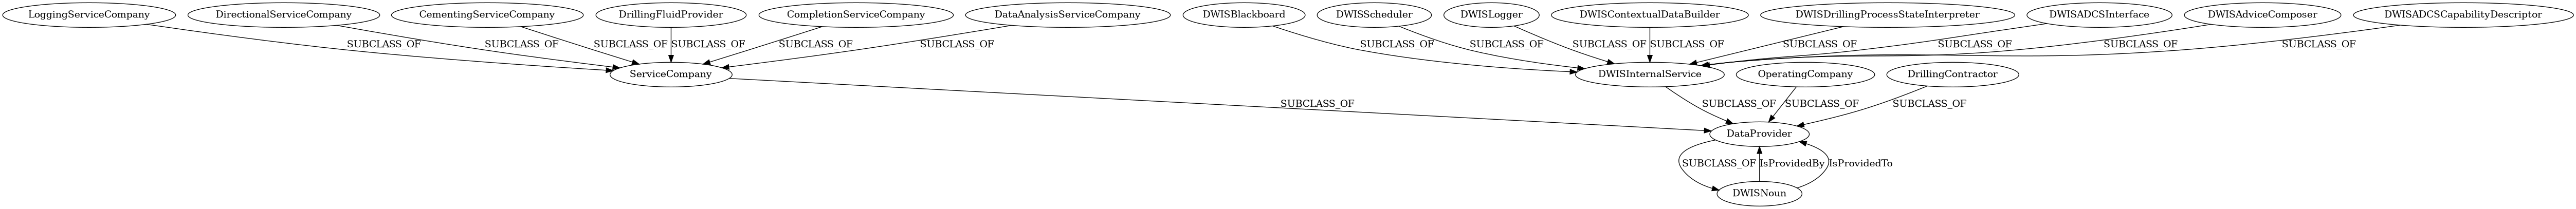 LoggingServiceCompany
DirectionalServiceCompany
CementingServiceCompany
DrillingFluidProvider
CompletionServiceCompany
DataAnalysisServiceCompany
DWISBlackboard
DWISScheduler
DWISLogger
DWISContextualDataBuilder
DWISDrillingProcessStateInterpreter
DWISADCSInterface
DWISAdviceComposer
DWISADCSCapabilityDescriptor
SUBCLASS_OF
SUBCLASS_OF
SUBCLASS_OF
SUBCLASS_OF
SUBCLASS_OF
SUBCLASS_OF
SUBCLASS_OF
SUBCLASS_OF
SUBCLASS_OF
SUBCLASS_OF
SUBCLASS_OF
SUBCLASS_OF
SUBCLASS_OF
SUBCLASS_OF
ServiceCompany
DWISInternalService
OperatingCompany
DrillingContractor
SUBCLASS_OF
SUBCLASS_OF
SUBCLASS_OF
SUBCLASS_OF
DataProvider
SUBCLASS_OF
IsProvidedBy
IsProvidedTo
DWISNoun